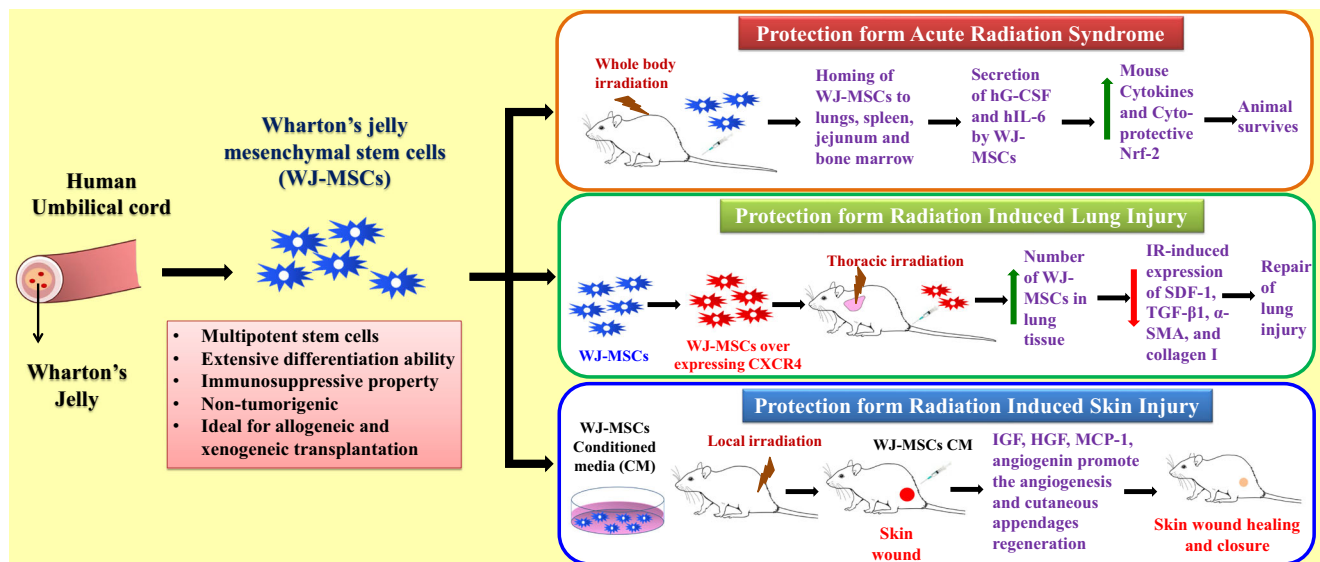 Human
Umbilical cord
Wharton's
Jelly
Wharton's jelly
mesenchymal stem cells
(WJ-MSCs)
• Multipotent stem cells
• Extensive differentiation ability
• Immunosuppressive property
• Non-tumorigenic
• Ideal for allogeneic and
xenogeneic transplantation
Protection form Acute Radiation Syndrome
Whole body
irradiation
Homing of
WJ-MSCs to
lungs, spleen,
jejunum and
bone marrow
Secretion
of hG-CSF
and hIL-6
by WJ-
MSCs
Mouse
Cytokines
and Cyto-
protective
Nrf-2
Animal
survives
Protection form Radiation Induced Lung Injury
WJ-MSCs
WJ-MSCs over
expressing CXCR4
Thoracic irradiation
Number
of WJ-
MSCs in
lung
tissue
IR-induced
expression
of SDF-1,
TGF-β1, α-
SMA, and
collagen I
Repair
of
lung
injury
Protection form Radiation Induced Skin Injury
WJ-MSCs
Conditioned
media (CM)
Local irradiation
WJ-MSCs CM
Skin
wound
IGF, HGF, MCP-1,
angiogenin promote
the angiogenesis
and cutaneous
appendages
regeneration
Skin wound healing
and closure